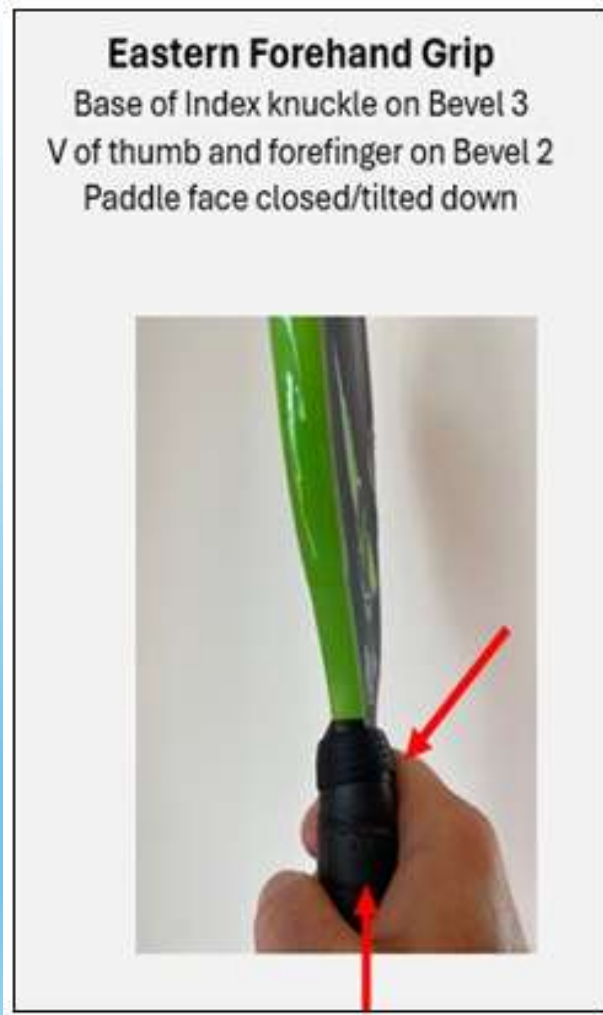 Eastern Forehand Grip
Base of Index knuckle on Bevel 3
V of thumb and forefinger on Bevel 2
Paddle face closed/tilted down